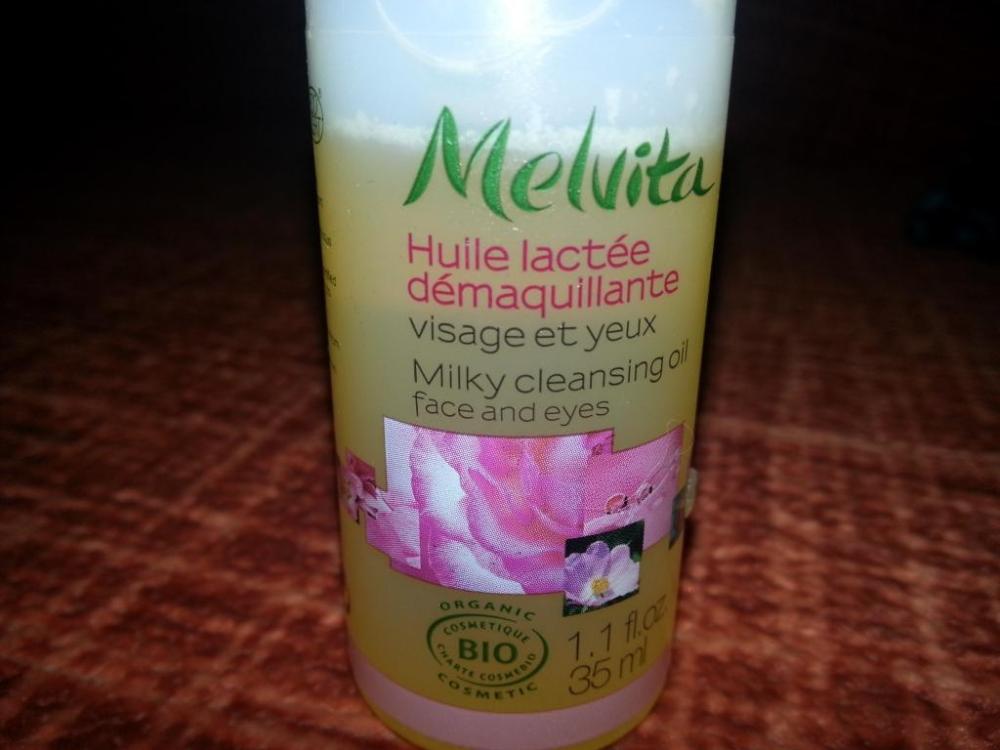 Melvita
Huile lactée
démaquillante
visage et yeux
Milky cleansing oil
face and eyes
ORGANIC
COSMETIQUE
BIO
CHARTE COSMEBIO
COSMETIC
1.1 fl.oz
35 ml